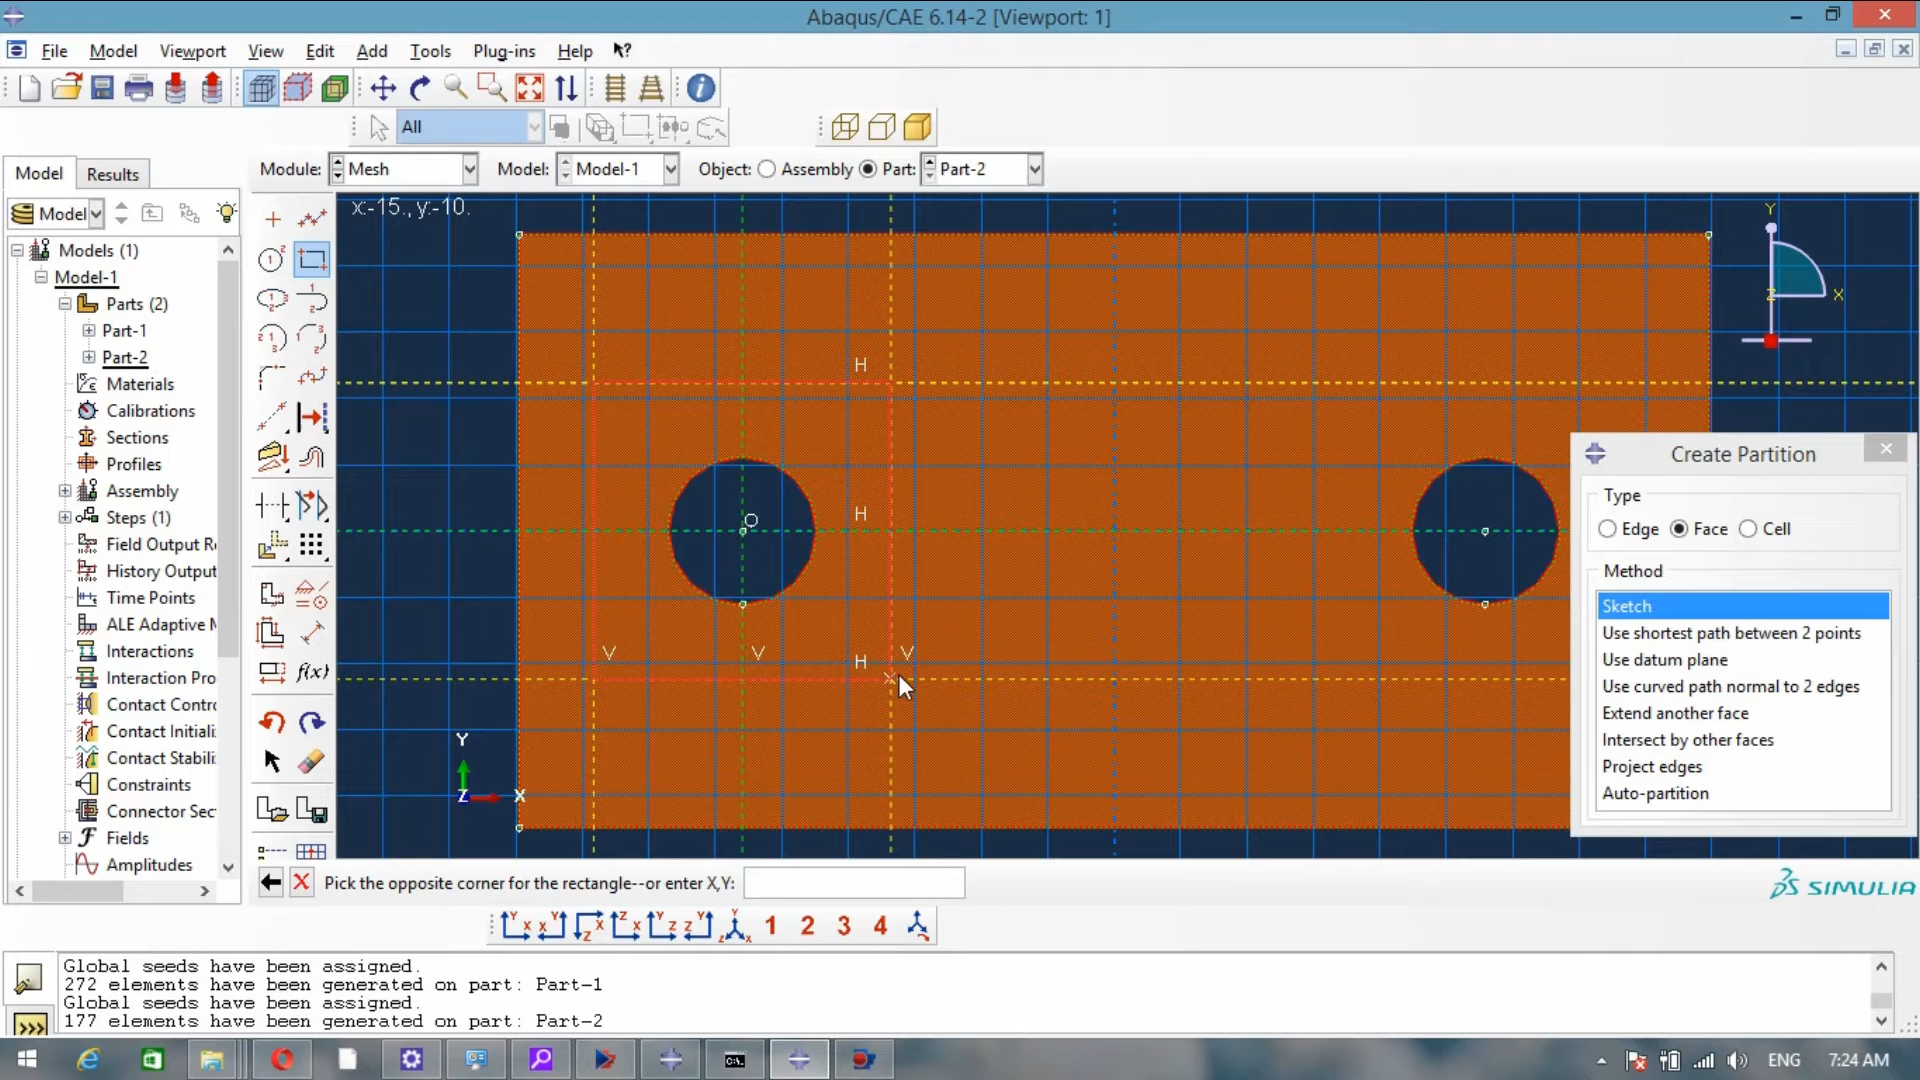 Abaqus/CAE 6.14-2 [Viewport: 1]
File Model Viewport View Edit Tools Add Tools Plug-ins Help
All
Model Results
Module: Mesh Model: Model-1 Object: Assembly Part: Part-2
Model
x:-15., y:-10.
Models (1)
Model-1
Parts (2)
Part-1
Part-2
Materials
Calibrations
Sections
Profiles
Assembly
Steps (1)
Field Output R
History Output
Time Points
ALE Adaptive M
Interactions
Interaction Pro
Contact Contro
Contact Initiali
Contact Stabili
Constraints
Connector Sec
Fields
Amplitudes
f(x)
H
H
H
V V V
Y
Z X
Y
Z X
Create Partition
Type
Edge Face Cell
Method
Sketch
Use shortest path between 2 points
Use datum plane
Use curved path normal to 2 edges
Extend another face
Intersect by other faces
Project edges
Auto-partition
Pick the opposite corner for the rectangle--or enter X,Y:
SIMULIA
1 2 3 4
Global seeds have been assigned.
272 elements have been generated on part: Part-1
Global seeds have been assigned.
177 elements have been generated on part: Part-2
>>>
ENG 7:24 AM